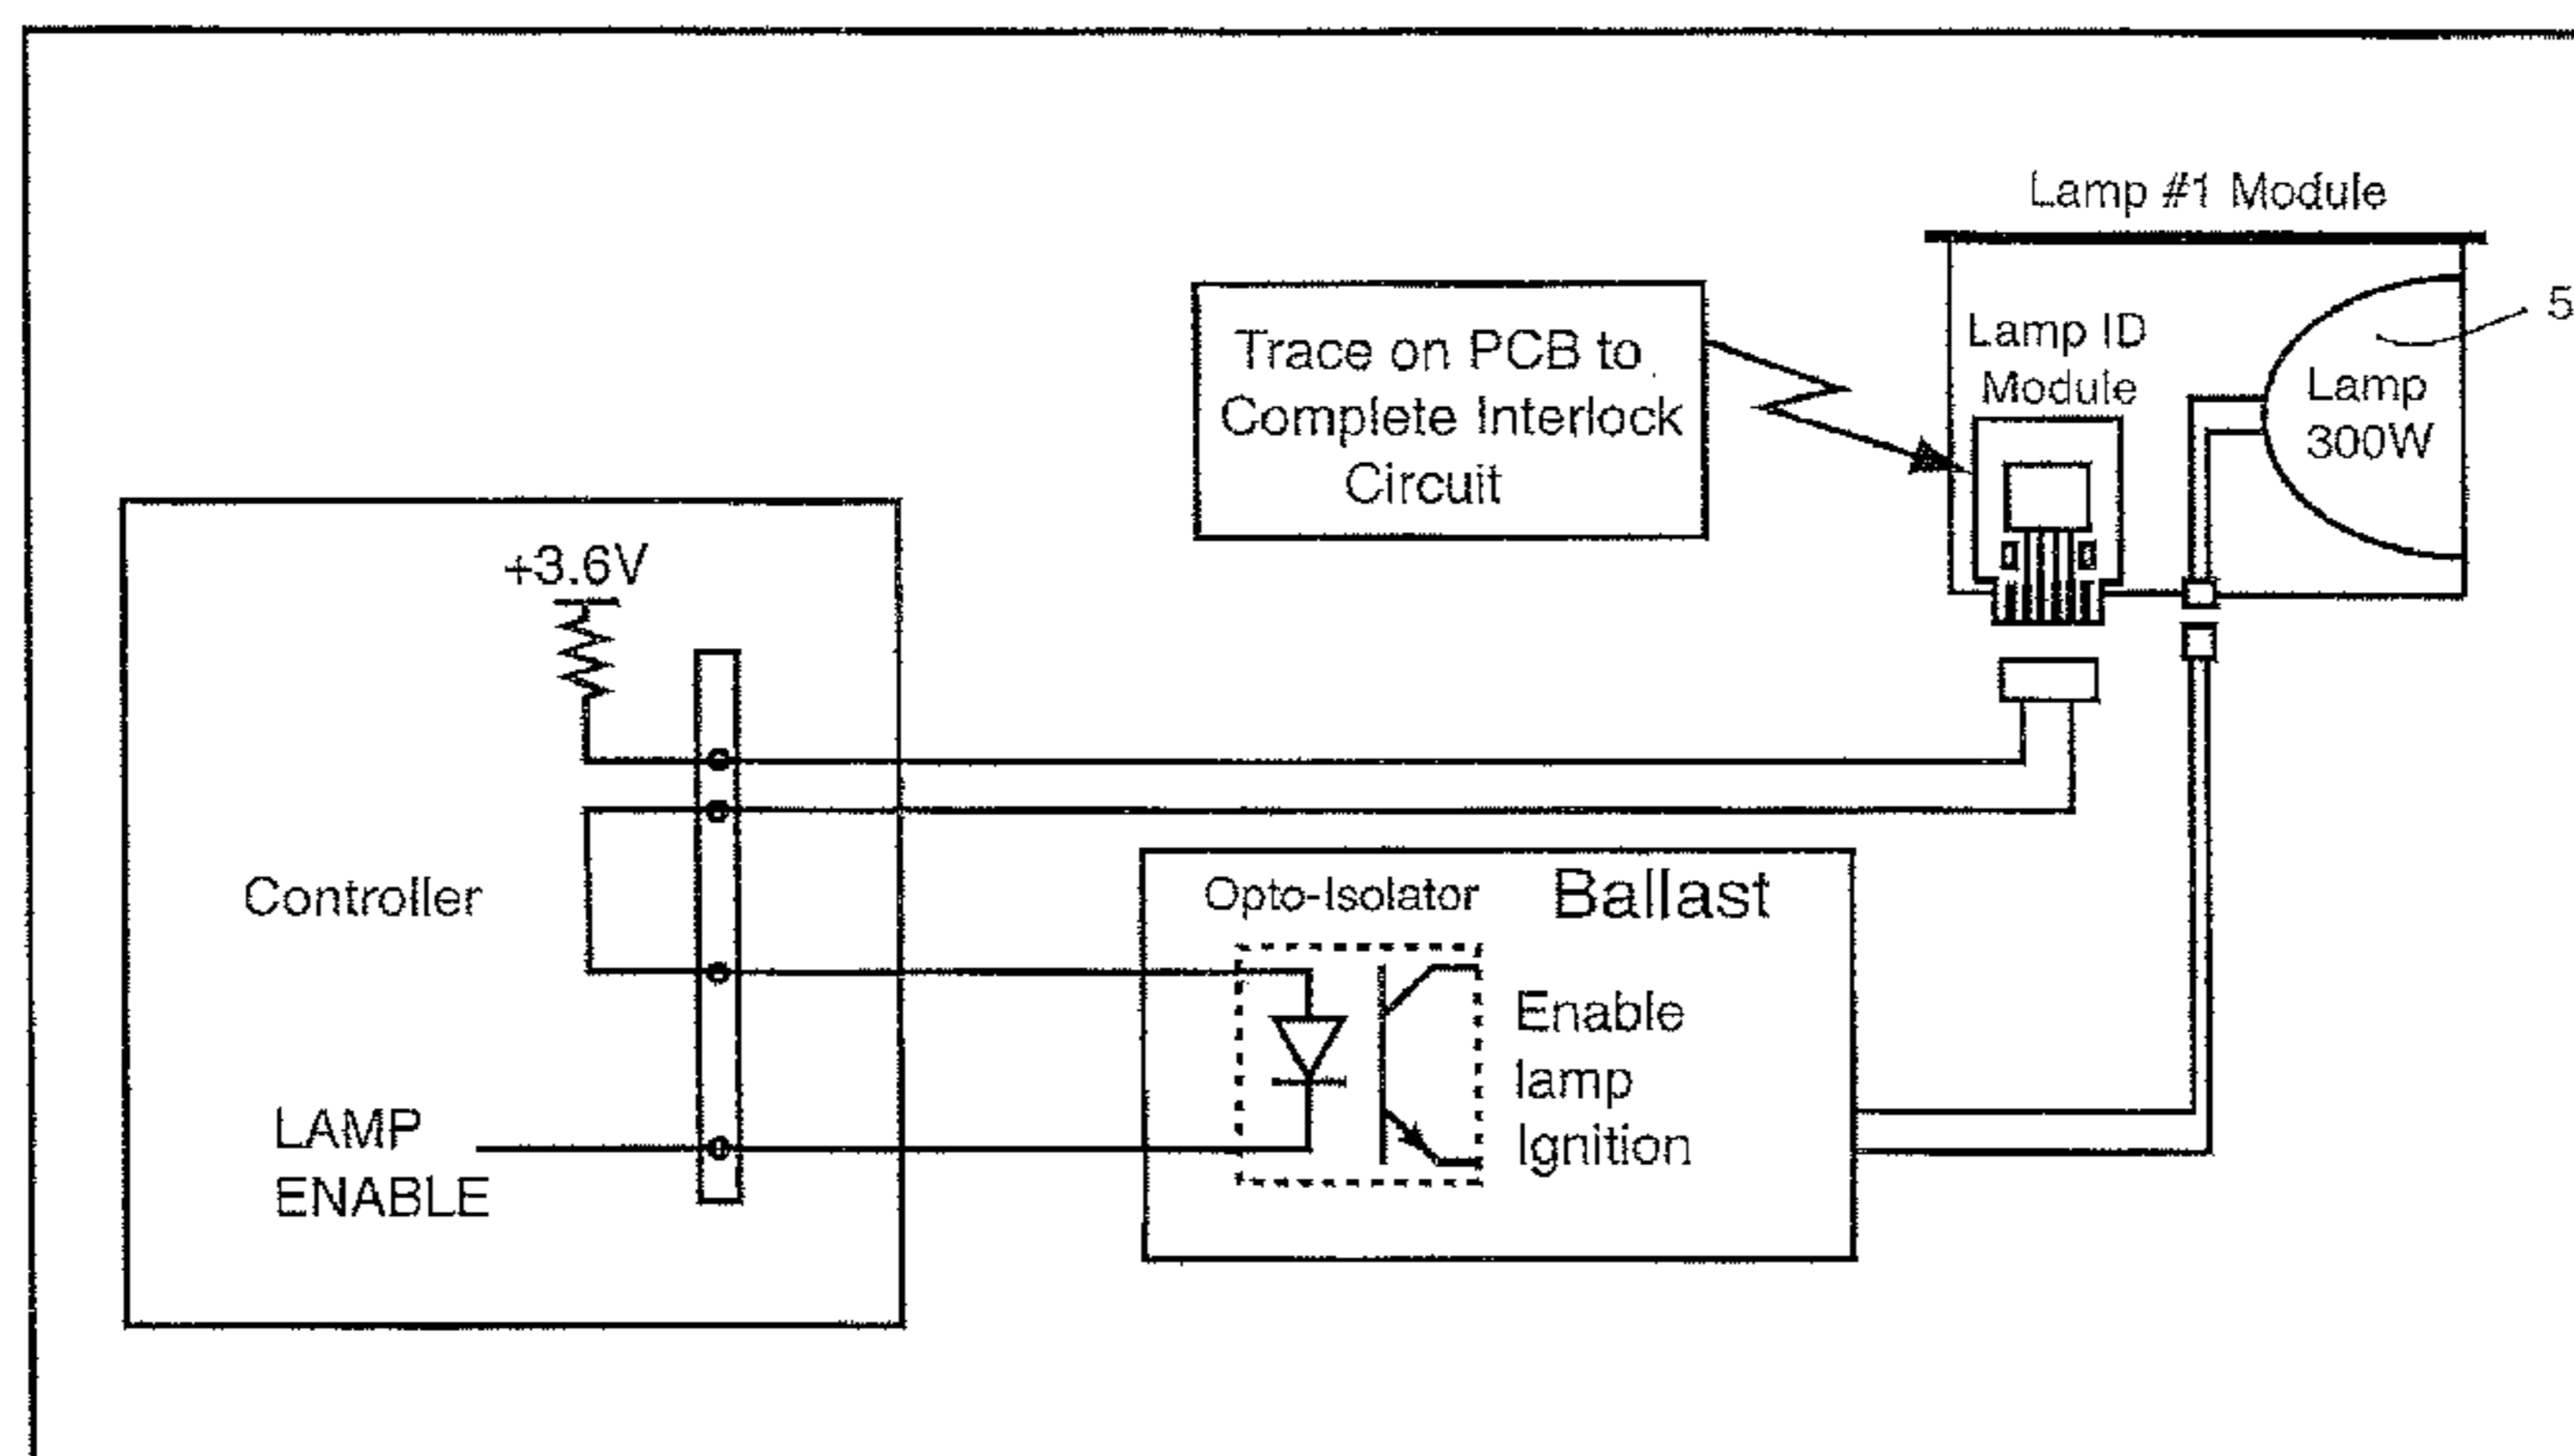 Lamp #1 Module
5
Trace on PCB to
Complete Interlock
Circuit
Lamp ID
Module
Lamp
300W
+3.6V
Controller
Opto-Isolator
Ballast
Enable
lamp
Ignition
LAMP
ENABLE